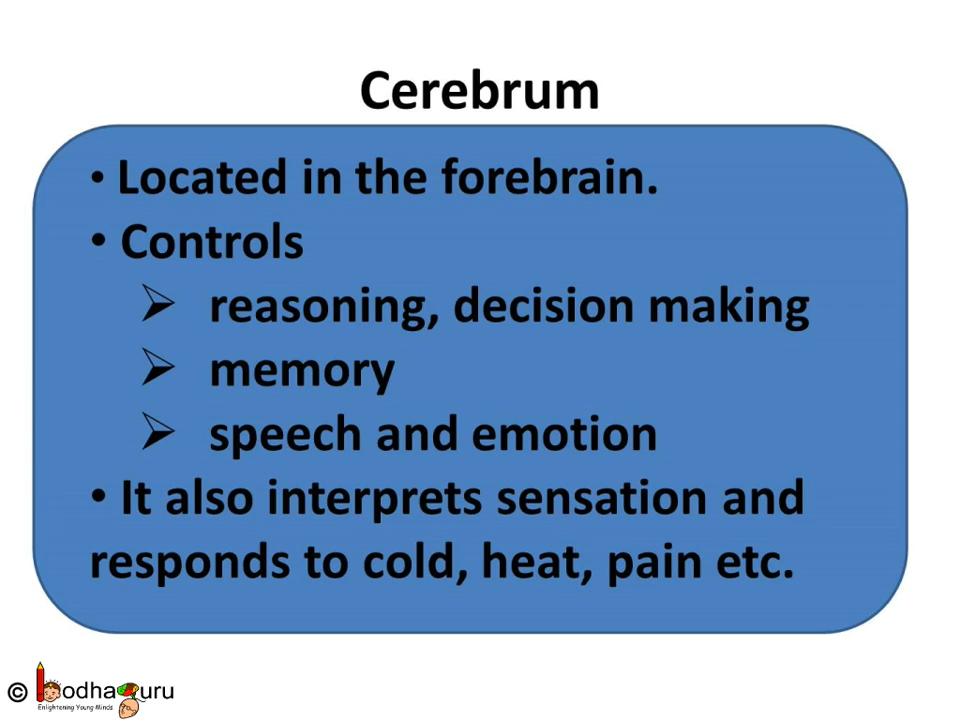 Cerebrum
• Located in the forebrain.
• Controls
➢ reasoning, decision making
➢ memory
➢ speech and emotion
• It also interprets sensation and
responds to cold, heat, pain etc.
© BodhaGuru
Enlightening Young Minds